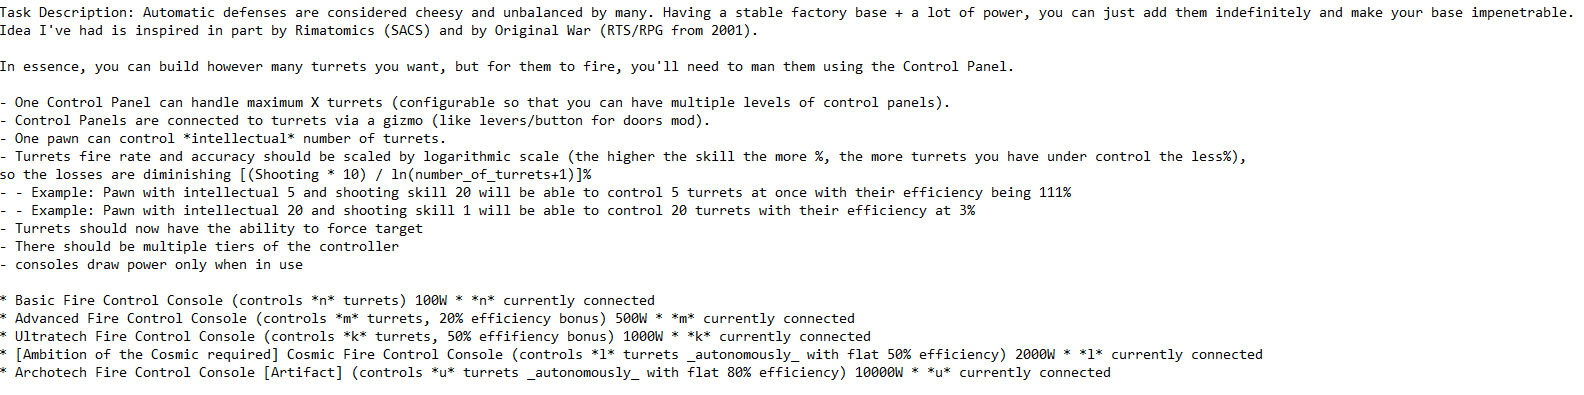 Task Description: Automatic defenses are considered cheesy and unbalanced by many. Having a stable factory base + a lot of power, you can just add them indefinitely and make your base impenetrable.
Idea I've had is inspired in part by Rimatomics (SACS) and by Original War (RTS/RPG from 2001).
In essence, you can build however many turrets you want, but for them to fire, you'll need to man them using the Control Panel.
- One Control Panel can handle maximum X turrets (configurable so that you can have multiple levels of control panels).
- Control Panels are connected to turrets via a gizmo (like levers/button for doors mod).
- One pawn can control *intellectual* number of turrets.
- Turrets fire rate and accuracy should be scaled by logarithmic scale (the higher the skill the more %, the more turrets you have under control the less%),
so the losses are diminishing [(Shooting * 10) / ln(number_of_turrets+1)]%
- - Example: Pawn with intellectual 5 and shooting skill 20 will be able to control 5 turrets at once with their efficiency being 111%
- - Example: Pawn with intellectual 20 and shooting skill 1 will be able to control 20 turrets with their efficiency at 3%
- Turrets should now have the ability to force target
- There should be multiple tiers of the controller
- consoles draw power only when in use
* Basic Fire Control Console (controls *n* turrets) 100W * *n* currently connected
* Advanced Fire Control Console (controls *m* turrets, 20% efficiency bonus) 500W * *m* currently connected
* Ultratech Fire Control Console (controls *k* turrets, 50% effifiency bonus) 1000W * *k* currently connected
* [Ambition of the Cosmic required] Cosmic Fire Control Console (controls *l* turrets _autonomously_ with flat 50% efficiency) 2000W * *l* currently connected
* Archotech Fire Control Console [Artifact] (controls *u* turrets _autonomously_ with flat 80% efficiency) 10000W * *u* currently connected